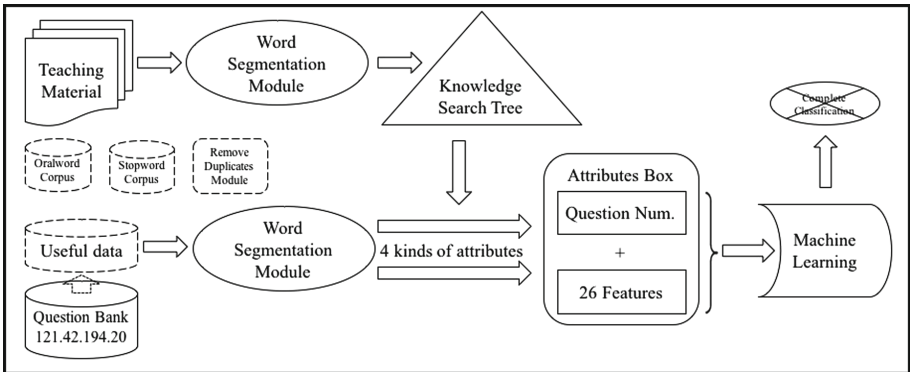 Teaching
Material
Word
Segmentation
Module
Knowledge
Search Tree
Complete
Classification
Oralword
Corpus
Stopword
Corpus
Remove
Duplicates
Module
Attributes Box
Question Num.
+
26 Features
Useful data
Word
Segmentation
Module
4 kinds of attributes
Machine
Learning
Question Bank
121.42.194.20